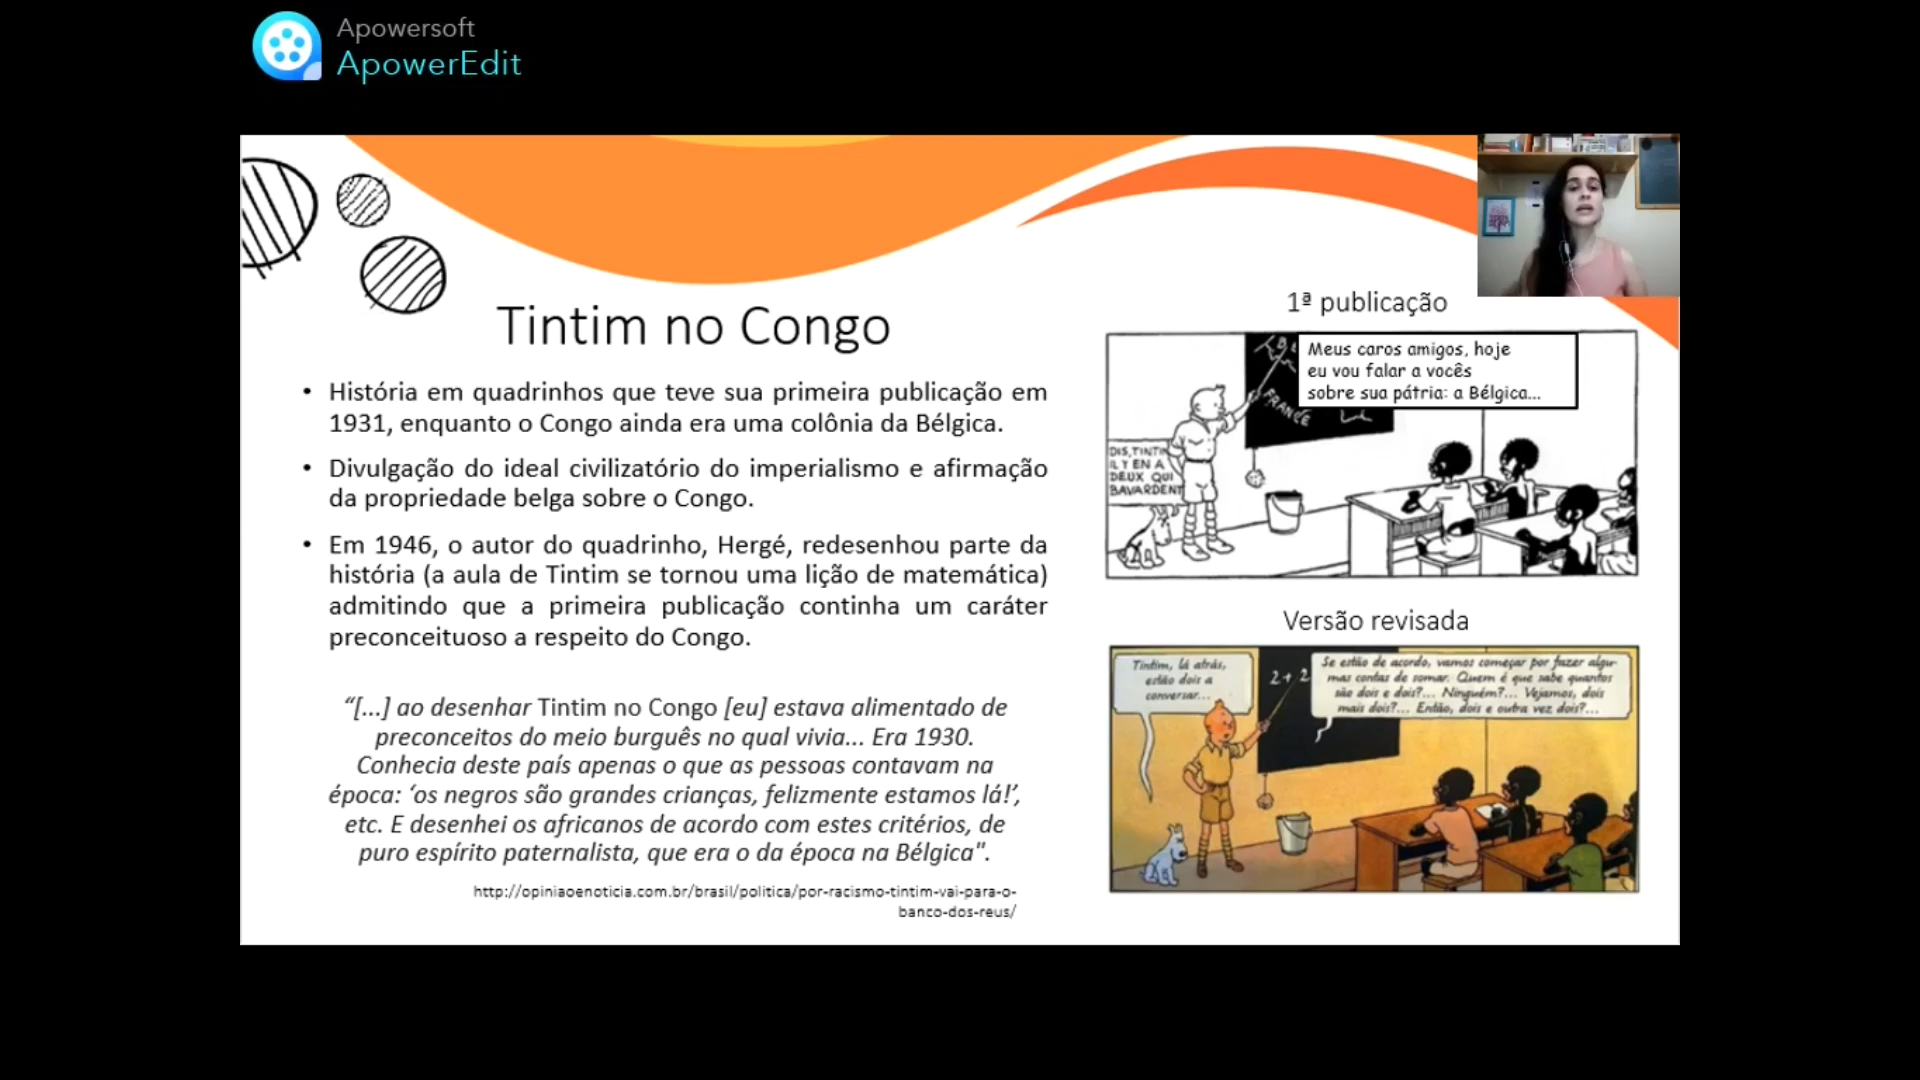 Apowersoft
ApowerEdit
Tintim no Congo
• História em quadrinhos que teve sua primeira publicação em
1931, enquanto o Congo ainda era uma colônia da Bélgica.
• Divulgação do ideal civilizatório do imperialismo e afirmação
da propriedade belga sobre o Congo.
• Em 1946, o autor do quadrinho, Hergé, redesenhou parte da
história (a aula de Tintim se tornou uma lição de matemática)
admitindo que a primeira publicação continha um caráter
preconceituoso a respeito do Congo.
“[...] ao desenhar Tintim no Congo [eu] estava alimentado de
preconceitos do meio burguês no qual vivia... Era 1930.
Conhecia deste país apenas o que as pessoas contavam na
época: ‘os negros são grandes crianças, felizmente estamos lá!’,
etc. E desenhei os africanos de acordo com estes critérios, de
puro espírito paternalista, que era o da época na Bélgica".
http://opiniaoenoticia.com.br/brasil/politica/por-racismo-tintim-vai-para-o-
banco-dos-reus/
1ª publicação
Meus caros amigos, hoje
eu vou falar a vocês
sobre sua pátria: a Bélgica...
FRANCE
DIS, TINTIN
IL Y EN A
DEUX QUI
BAVARDENT
Versão revisada
Tintim, lá atrás,
estão dois a
conversar...
2 + 2
Se estão de acordo, vamos começar por fazer algu-
mas contas de somar. Quem é que sabe quantos
são dois e dois?... Ninguém?... Vejamos, dois
mais dois?... Então, dois e outra vez dois?...